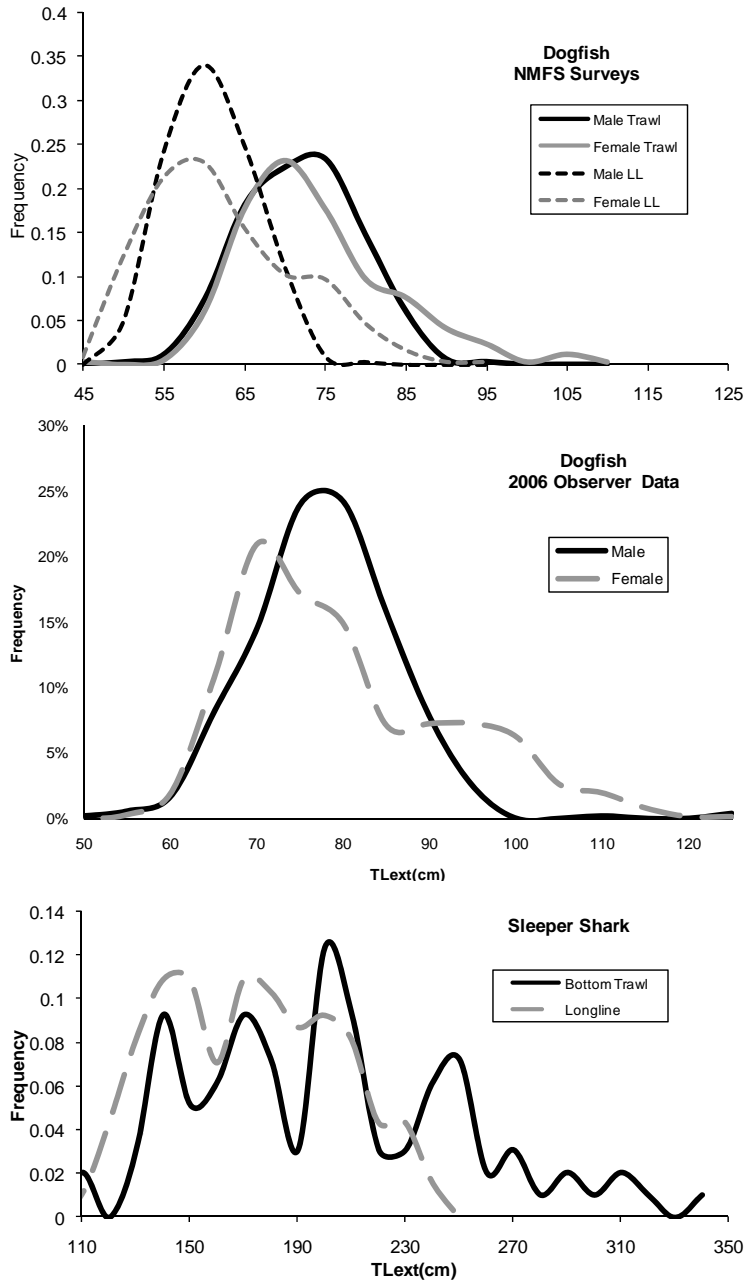 Dogfish
NMFS Surveys
Male Trawl
Female Trawl
Male LL
Female LL
Frequency
0.4
0.35
0.3
0.25
0.2
0.15
0.1
0.05
0
45 55 65 75 85 95 105 115 125
Dogfish
2006 Observer Data
Male
Female
Frequency
30%
25%
20%
15%
10%
5%
0%
50 60 70 80 90 100 110 120
TLext(cm)
Sleeper Shark
Bottom Trawl
Longline
Frequency
0.14
0.12
0.1
0.08
0.06
0.04
0.02
0
110 150 190 230 270 310 350
TLext(cm)